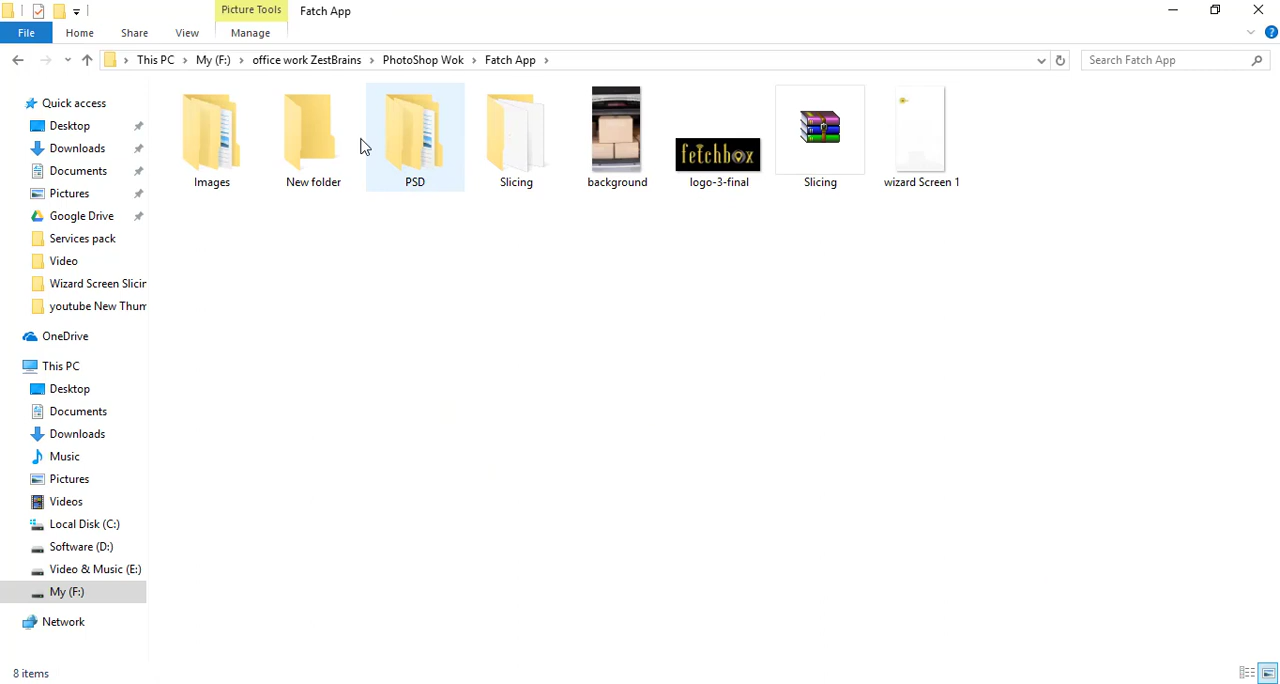 Picture Tools
Fatch App
File
Home
Share
View
Manage
This PC
My (F:)
office work ZestBrains
PhotoShop Wok
Fatch App
Search Fatch App
Quick access
Desktop
Downloads
Documents
Pictures
Google Drive
Services pack
Video
Wizard Screen Slicin
youtube New Thum
OneDrive
This PC
Desktop
Documents
Downloads
Music
Pictures
Videos
Local Disk (C:)
Software (D:)
Video & Music (E:)
My (F:)
Network
fetchbox
Images
New folder
PSD
Slicing
background
logo-3-final
Slicing
wizard Screen 1
8 items